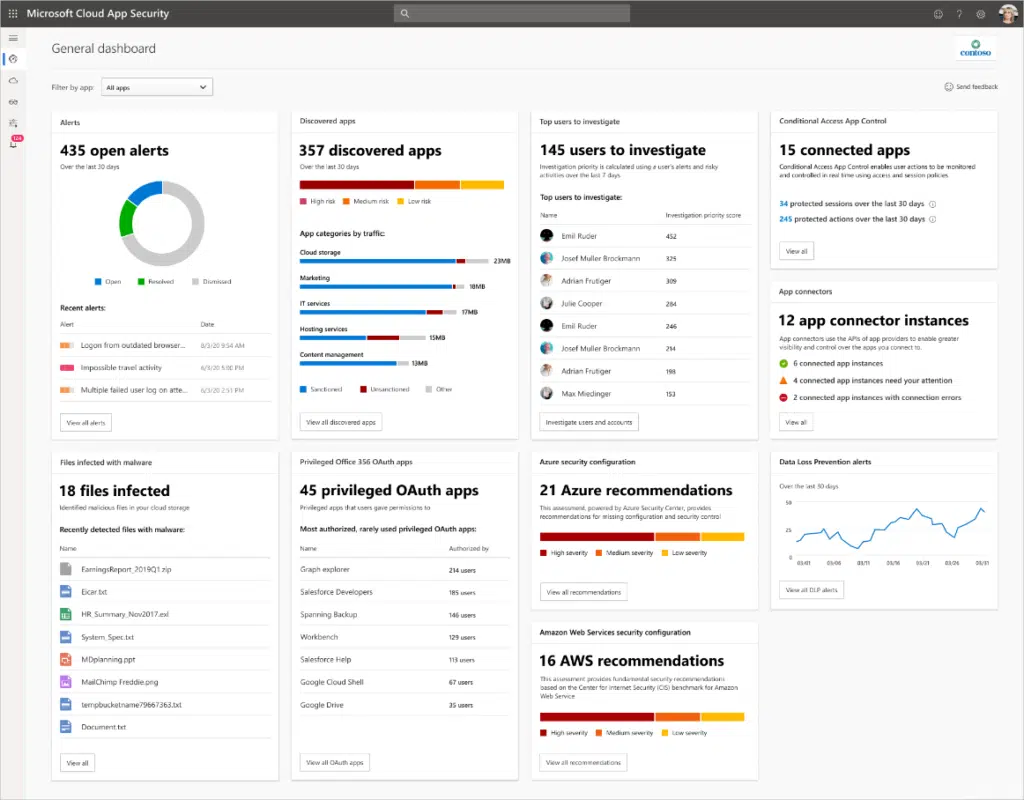 Microsoft Cloud App Security
General dashboard
contoso
Filter by app:
All apps
Send feedback
Alerts
435 open alerts
Over the last 30 days
Open
Resolved
Dismissed
Recent alerts:
Alert
Date
Logon from outdated browser...
8/3/20 9:54 AM
Impossible travel activity
6/3/20 5:00 PM
Multiple failed user log on atte...
6/3/20 2:51 PM
View all alerts
Discovered apps
357 discovered apps
Over the last 30 days
High risk
Medium risk
Low risk
App categories by traffic:
Cloud storage
23MB
Marketing
18MB
IT services
17MB
Hosting services
15MB
Content management
13MB
Sanctioned
Unsanctioned
Other
View all discovered apps
Top users to investigate
145 users to investigate
Investigation priority is calculated using a user's alerts and risky
activities over the last 7 days
Top users to investigate:
Name
Investigation priority score
Emil Ruder
452
Josef Muller Brockmann
325
Adrian Frutiger
309
Julie Cooper
284
Emil Ruder
246
Josef Muller Brockmann
214
Adrian Frutiger
198
Max Miedinger
153
Investigate users and accounts
Conditional Access App Control
15 connected apps
Conditional Access App Control enables user actions to be monitored
and controlled in real time using access and session policies
34 protected sessions over the last 30 days
245 protected actions over the last 30 days
View all
App connectors
12 app connector instances
App connectors use the APIs of app providers to enable greater
visibility and control over the apps you connect to.
6 connected app instances
4 connected app instances need your attention
2 connected app instances with connection errors
View all
Files infected with malware
18 files infected
Identified malicious files in your cloud storage
Recently detected files with malware:
Name
EarningsReport_2019Q1.zip
Eicar.txt
HR_Summary_Nov2017.exl
System_Spec.txt
MDplanning.ppt
MailChimp Freddie.png
tempbucketname79667363.txt
Document.txt
View all
Privileged Office 356 OAuth apps
45 privileged OAuth apps
Privileged apps that users gave permissions to
Most authorized, rarely used privileged OAuth apps:
Name
Authorized by
Graph explorer
214 users
Salesforce Developers
185 users
Spanning Backup
146 users
Workbench
129 users
Salesforce Help
113 users
Google Cloud Shell
67 users
Google Drive
35 users
View all OAuth apps
Azure security configuration
21 Azure recommendations
This assessment, powered by Azure Security Center, provides
recommendations for missing configuration and security control
High severity
Medium severity
Low severity
View all recommendations
Amazon Web Services security configuration
16 AWS recommendations
This assessment provides fundamental security recommendations
based on the Center for Internet Security (CIS) benchmark for Amazon
Web Service
High severity
Medium severity
Low severity
View all recommendations
Data Loss Prevention alerts
Over the last 30 days
50
25
0
03/01
03/06
03/11
03/16
03/21
03/26
03/31
View all DLP alerts